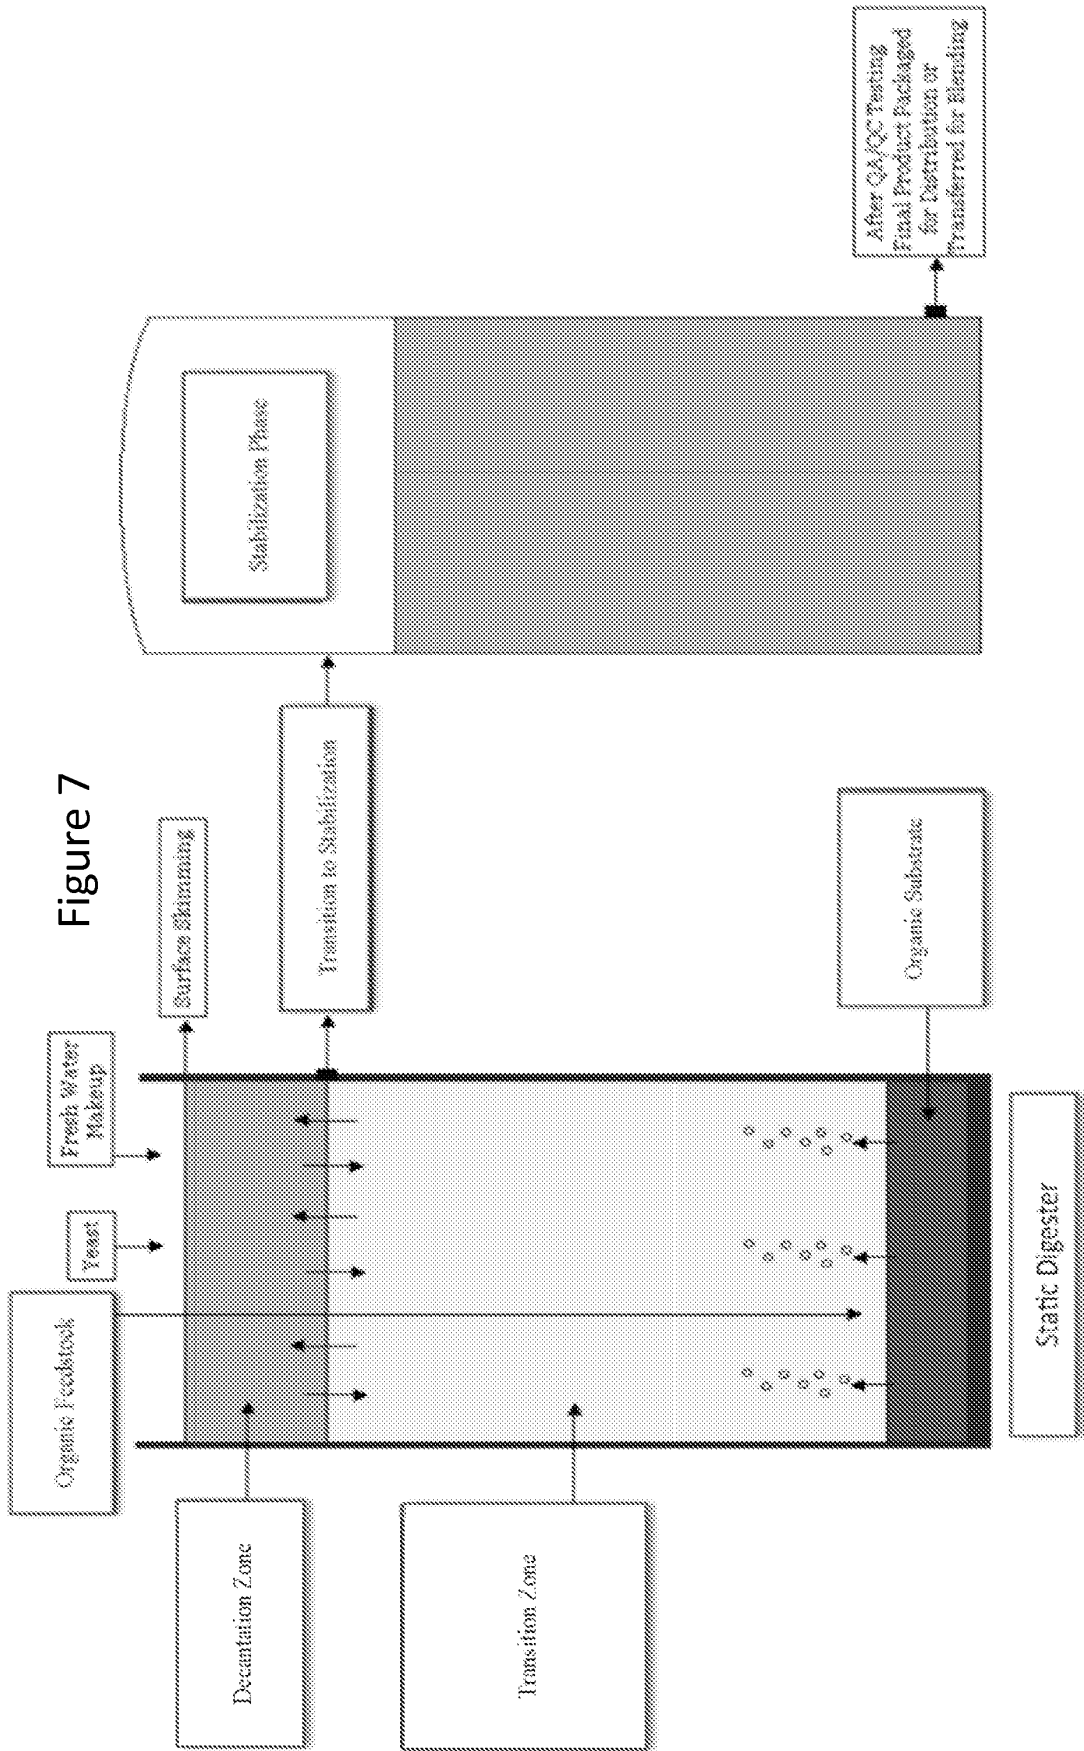 Figure 7
Organic Feedstock
Yeast
Fresh Water
Makeup
Surface Skimming
Decantation Zone
Transition to Stabilization
Stabilization Phase
Transition Zone
Organic Substrate
After QA/QC Testing
Final Product Packaged
for Distribution or
Transferred for Blending
Static Digester